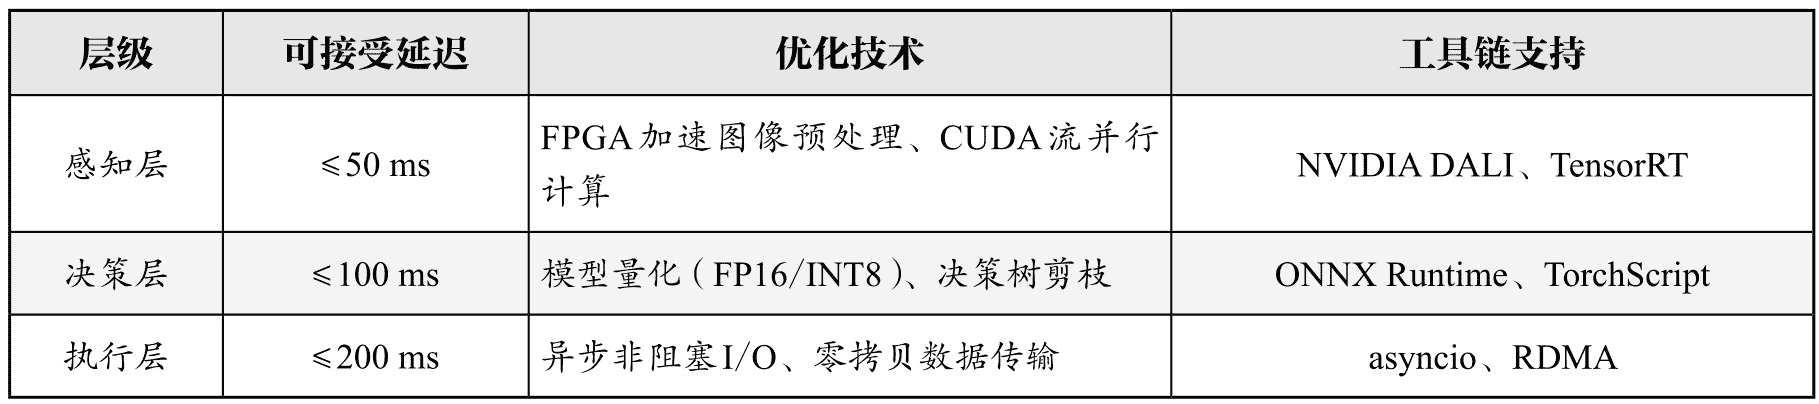 层级 可接受延迟 优化技术 工具链支持
感知层 ≤50 ms FPGA加速图像预处理、CUDA流并行
计算 NVIDIA DALI、TensorRT
决策层 ≤100 ms 模型量化（FP16/INT8）、决策树剪枝 ONNX Runtime、TorchScript
执行层 ≤200 ms 异步非阻塞I/O、零拷贝数据传输 asyncio、RDMA